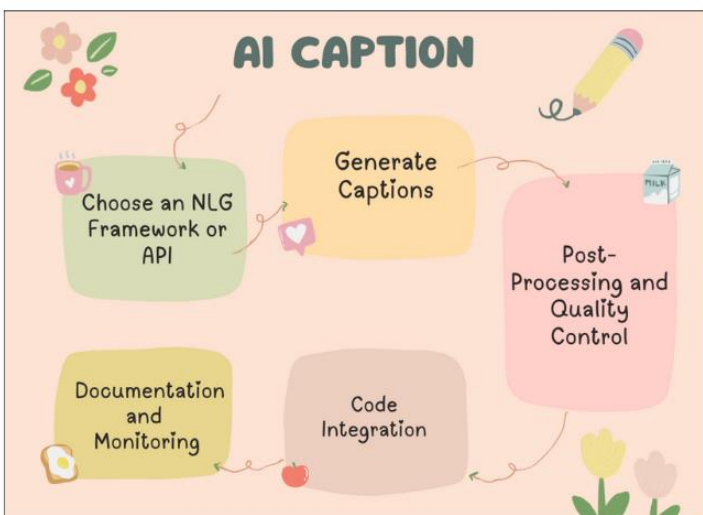 AI CAPTION
Choose an NLG
Framework or
API
Generate
Captions
MILK
Post-
Processing and
Quality
Control
Code
Integration
Documentation
and
Monitoring